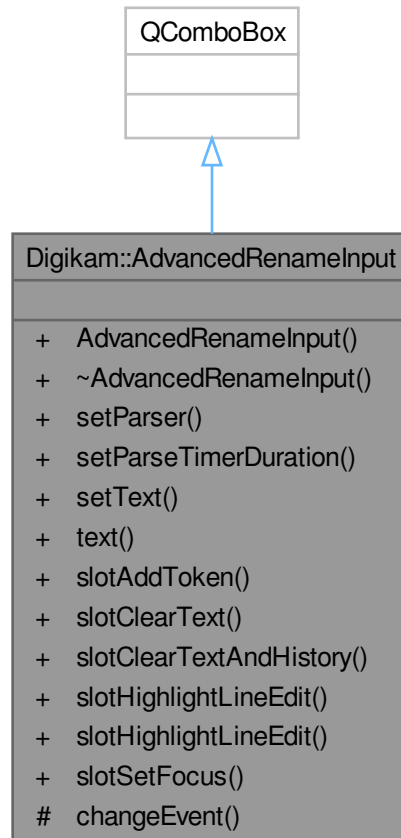 QComboBox
Digikam::AdvancedRenameInput
+ AdvancedRenameInput()
+ ~AdvancedRenameInput()
+ setParser()
+ setParseTimerDuration()
+ setText()
+ text()
+ slotAddToken()
+ slotClearText()
+ slotClearTextAndHistory()
+ slotHighlightLineEdit()
+ slotHighlightLineEdit()
+ slotSetFocus()
# changeEvent()